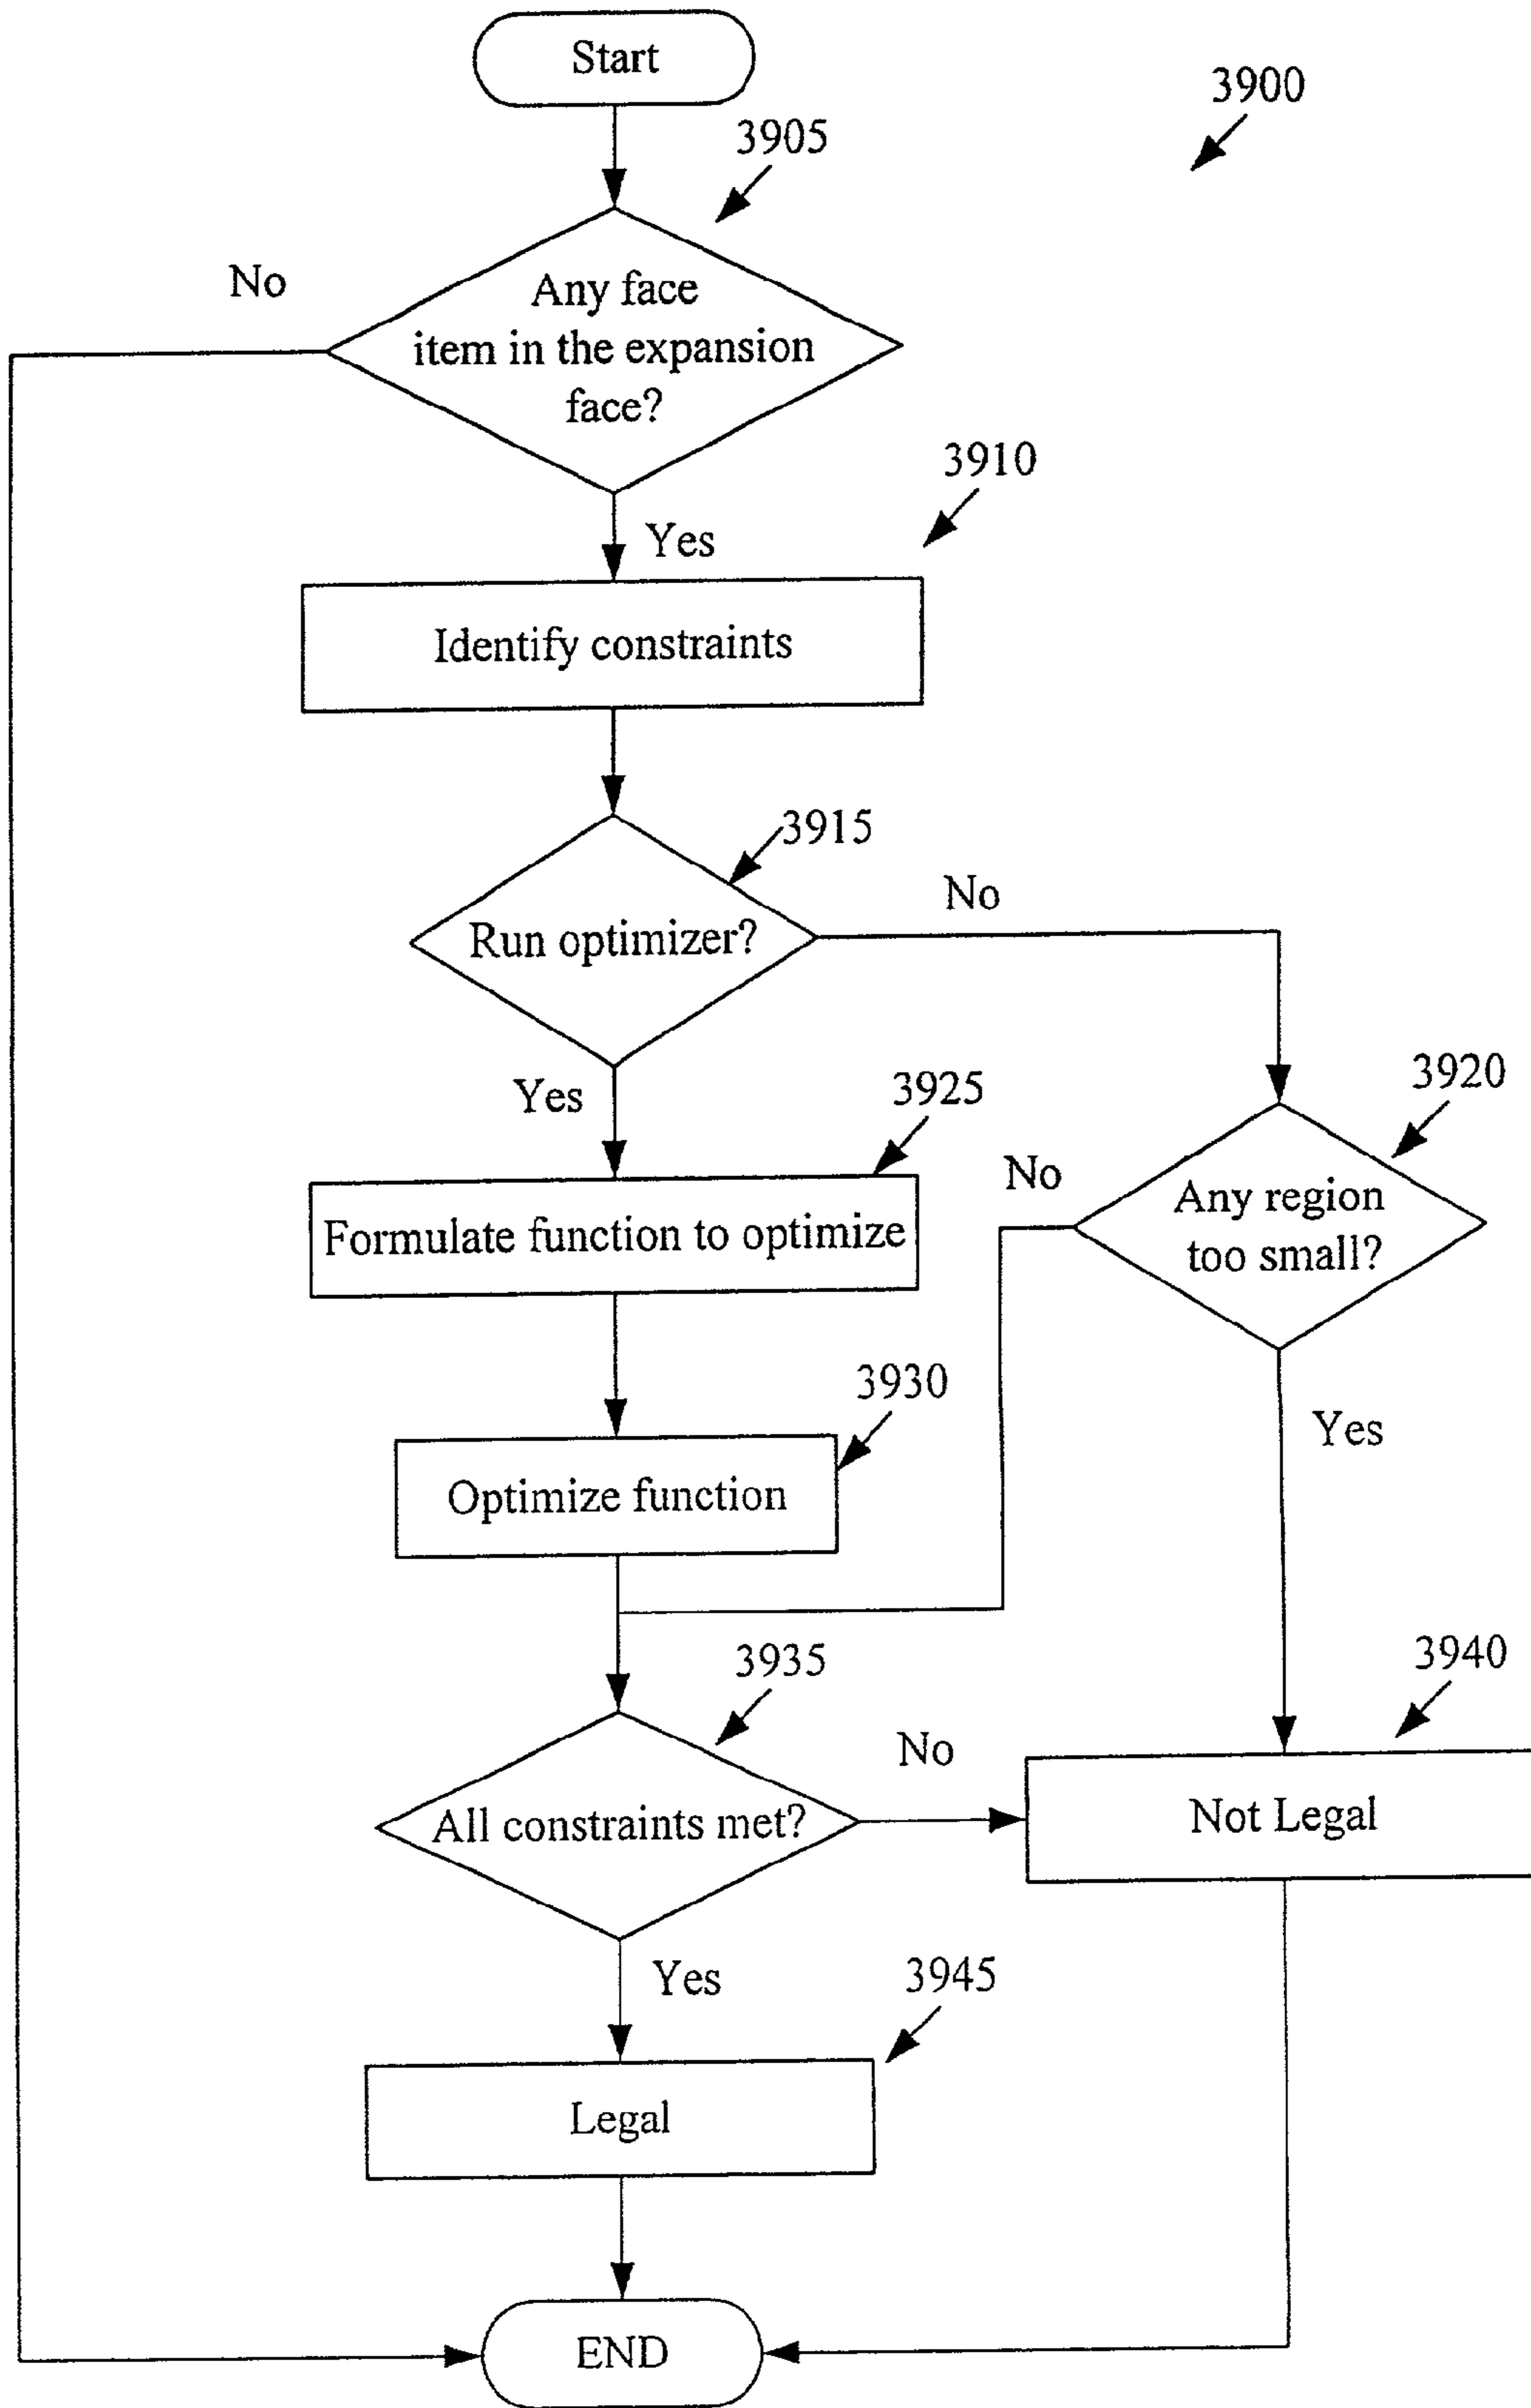 Start
3900
3905
No
Any face
item in the expansion
face?
3910
Yes
Identify constraints
3915
No
Run optimizer?
Yes
3925
3920
No
Any region
too small?
Formulate function to optimize
3930
Yes
Optimize function
3935
3940
No
All constraints met?
Not Legal
Yes
3945
Legal
END